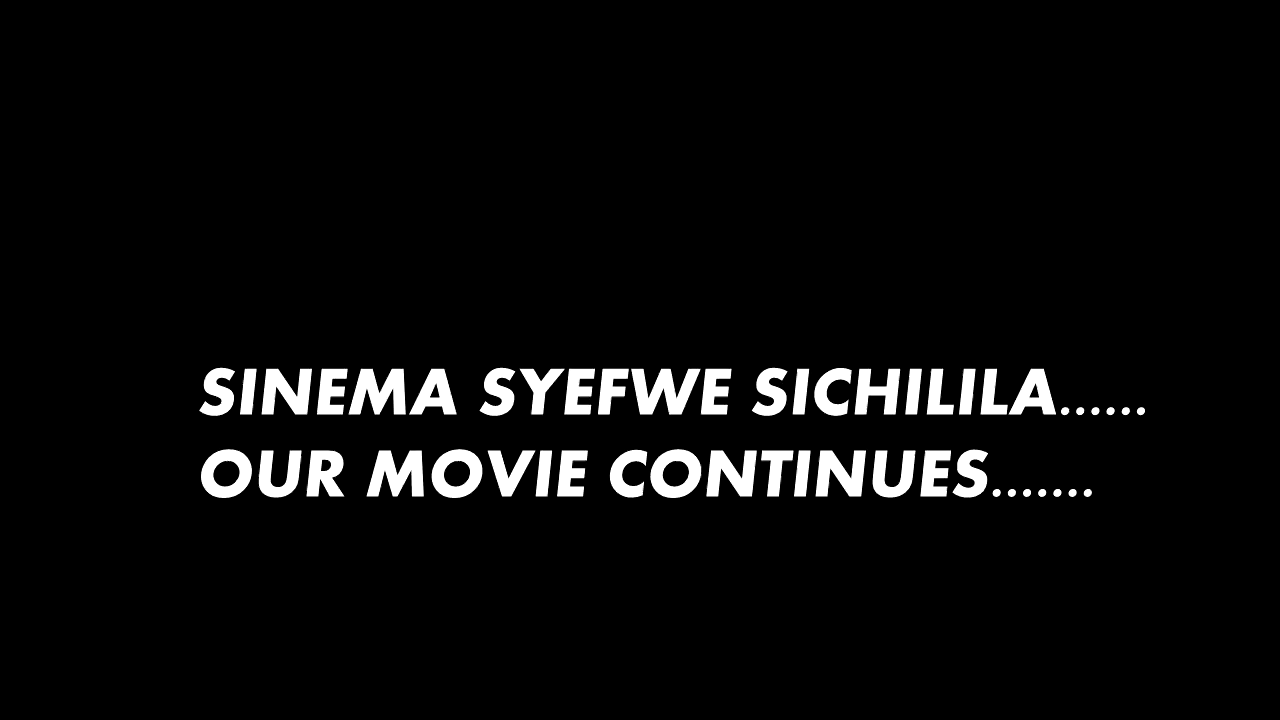 SINEMA SYEFWE SICHILILA......
OUR MOVIE CONTINUES.......